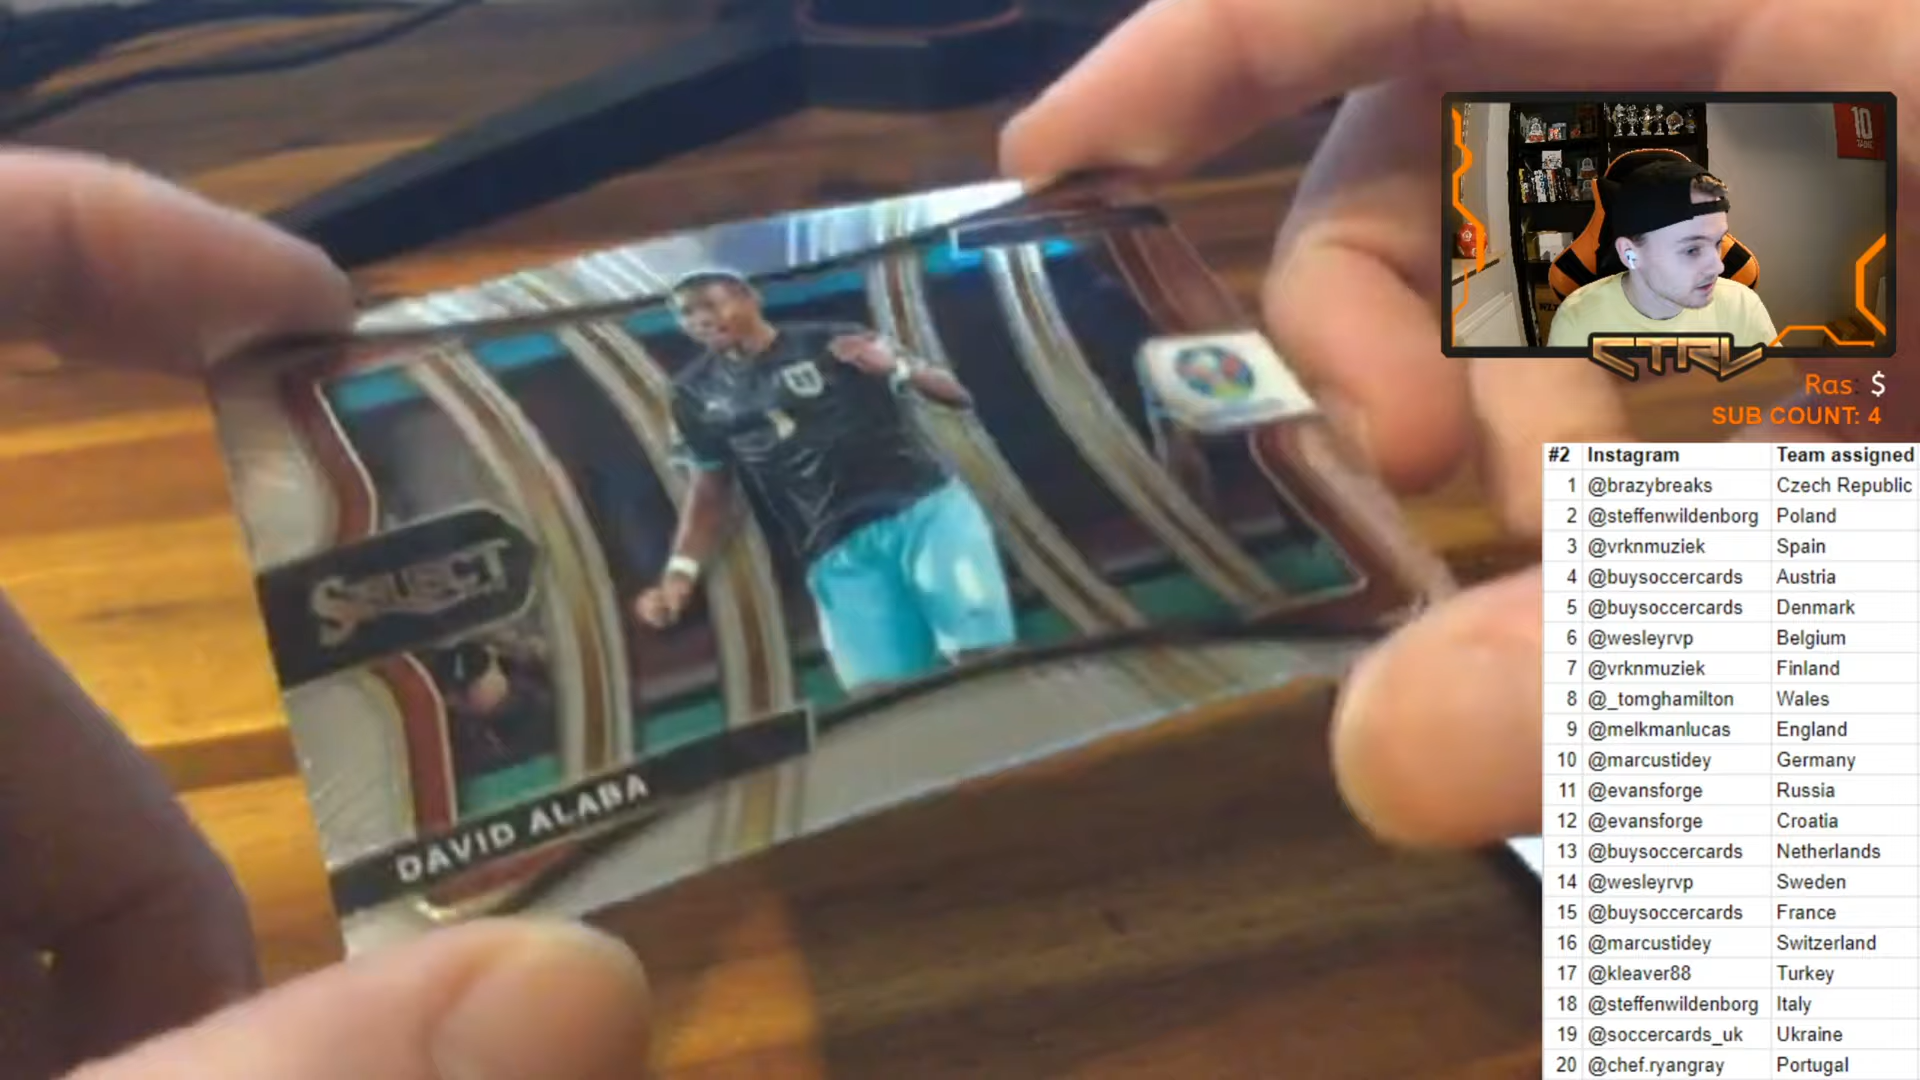 SELECT
DAVID ALABA
10
CTRL
Ras: $
SUB COUNT: 4
#2 Instagram Team assigned
1 @brazybreaks Czech Republic
2 @steffenwildenborg Poland
3 @vrknmuziek Spain
4 @buysoccercards Austria
5 @buysoccercards Denmark
6 @wesleyrvp Belgium
7 @vrknmuziek Finland
8 @_tomghamilton Wales
9 @melkmanlucas England
10 @marcustidey Germany
11 @evansforge Russia
12 @evansforge Croatia
13 @buysoccercards Netherlands
14 @wesleyrvp Sweden
15 @buysoccercards France
16 @marcustidey Switzerland
17 @kleaver88 Turkey
18 @steffenwildenborg Italy
19 @soccercards_uk Ukraine
20 @chef.ryangray Portugal